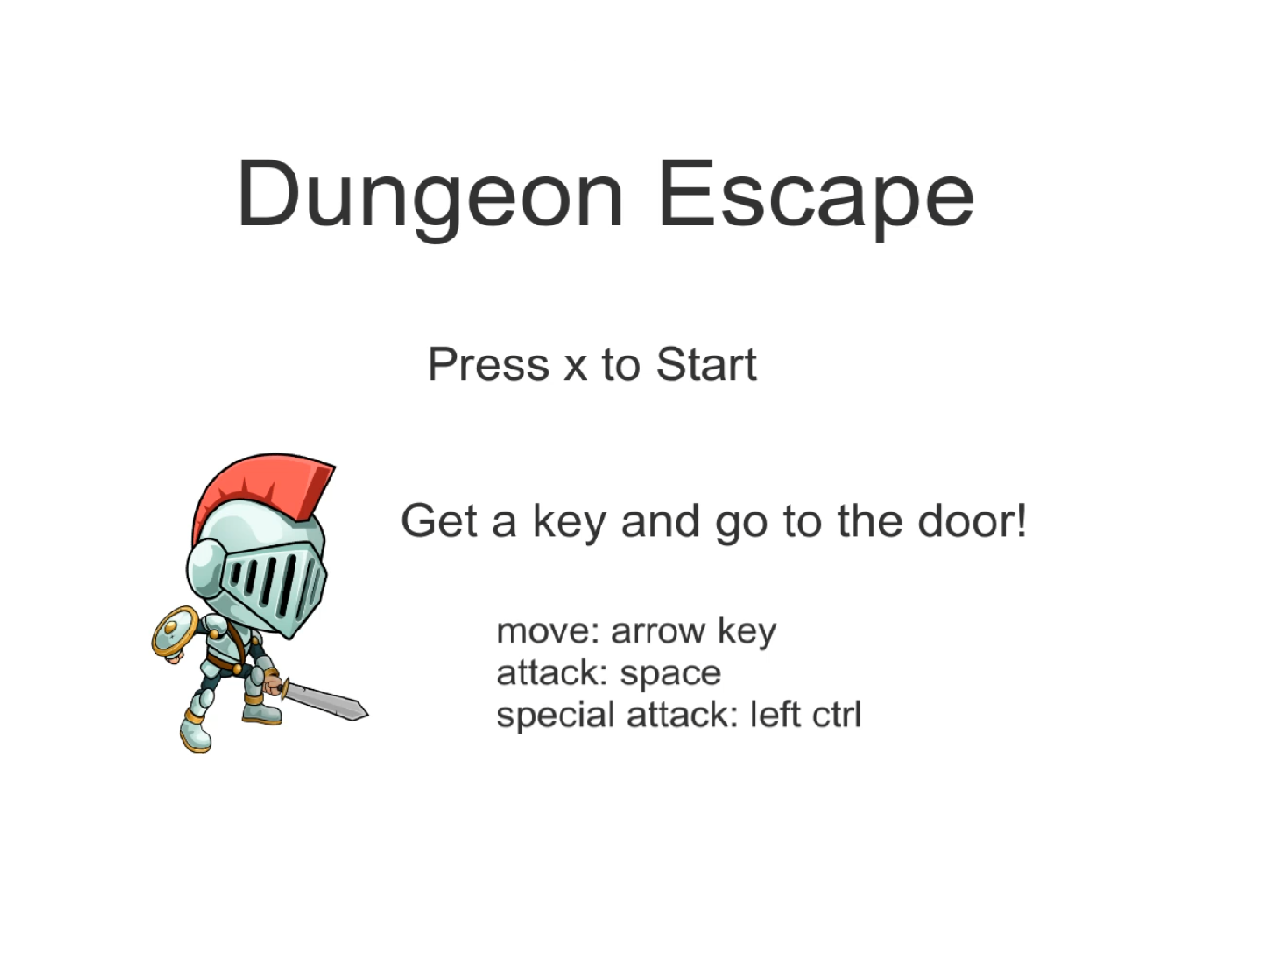 Dungeon Escape
Press x to Start
Get a key and go to the door!
move: arrow key
attack: space
special attack: left ctrl